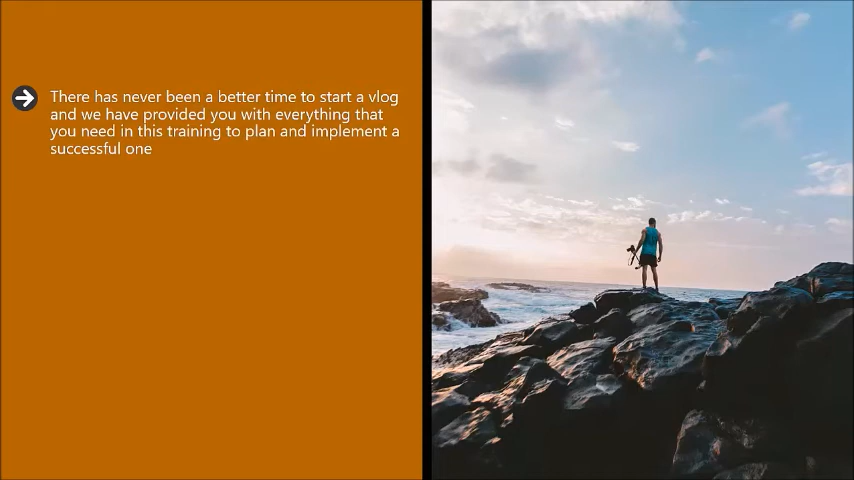 There has never been a better time to start a vlog
and we have provided you with everything that
you need in this training to plan and implement a
successful one